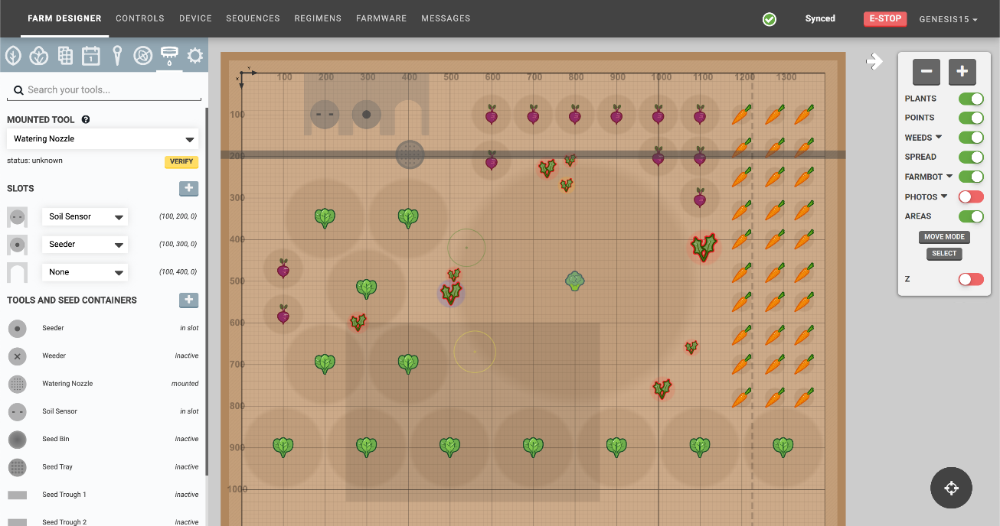 FARM DESIGNER CONTROLS DEVICE SEQUENCES REGIMENS FARMWARE MESSAGES Synced E-STOP GENESIS15
1
Search your tools...
MOUNTED TOOL ?
Watering Nozzle
status: unknown VERIFY
SLOTS +
Soil Sensor (100, 200, 0)
Seeder (100, 300, 0)
None (100, 400, 0)
TOOLS AND SEED CONTAINERS +
Seeder in slot
Weeder inactive
Watering Nozzle mounted
Soil Sensor in slot
Seed Bin inactive
Seed Tray inactive
Seed Trough 1 inactive
Seed Trough 2 inactive
Y
X
100 200 300 400 500 600 700 800 900 1000 1100 1200 1300
100
200
300
400
500
600
700
800
900
1000
− +
PLANTS
POINTS
WEEDS
SPREAD
FARMBOT
PHOTOS
AREAS
MOVE MODE
SELECT
Z